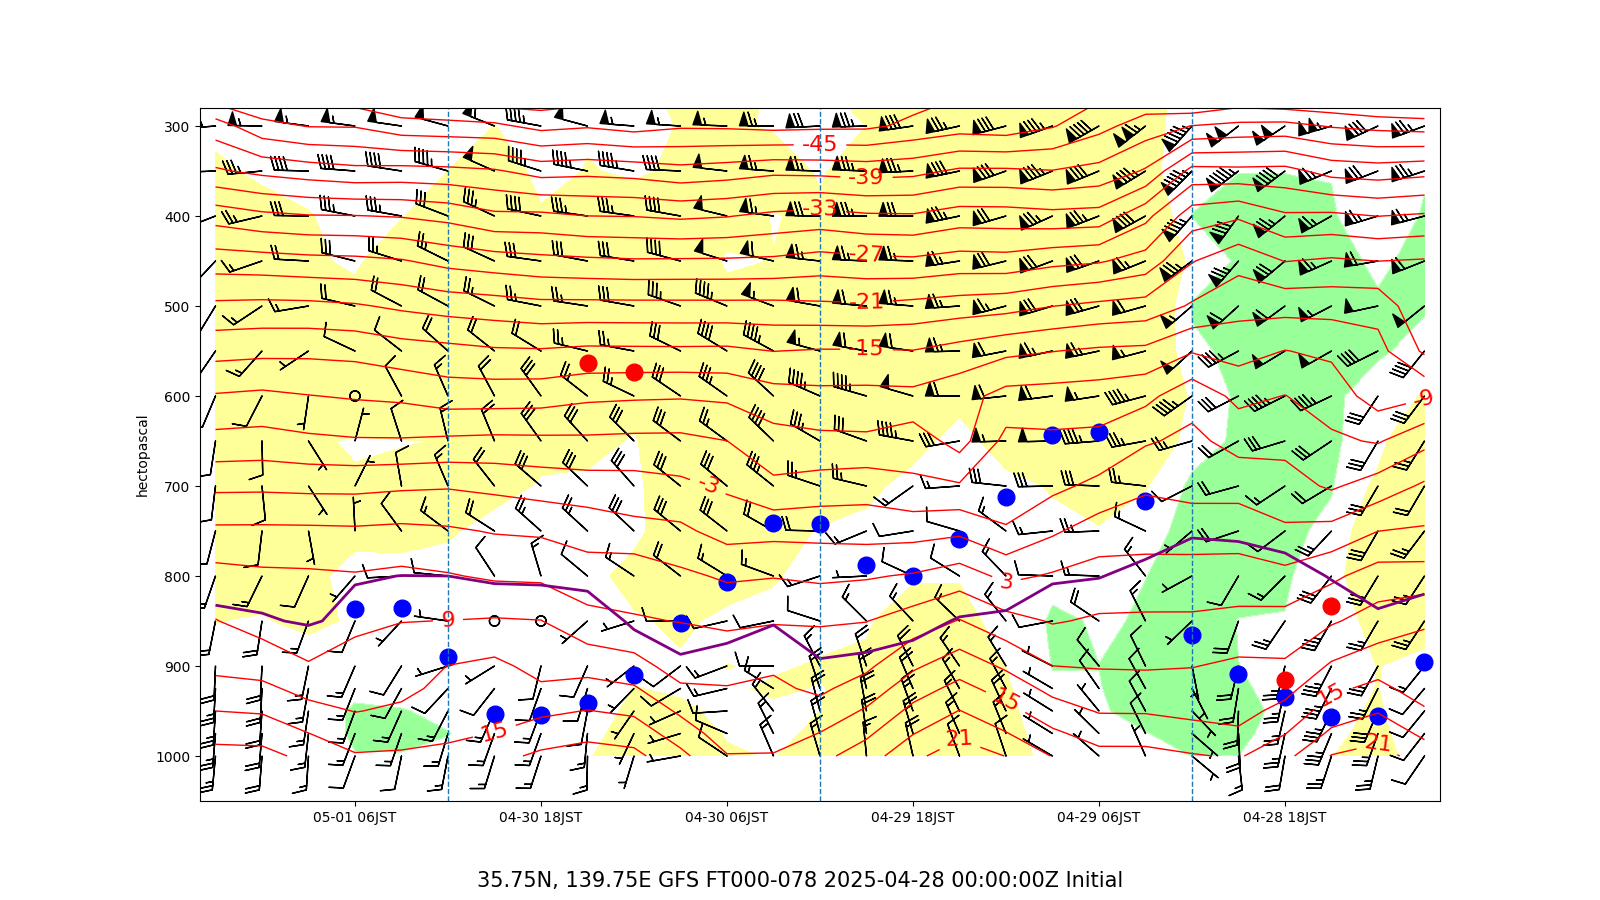 300
400
500
600
700
800
900
1000
hectopascal
-45
-39
-33
-27
-21
-15
-9
-3
3
9
15
15
15
21
21
05-01 06JST
04-30 18JST
04-30 06JST
04-29 18JST
04-29 06JST
04-28 18JST
35.75N, 139.75E GFS FT000-078 2025-04-28 00:00:00Z Initial